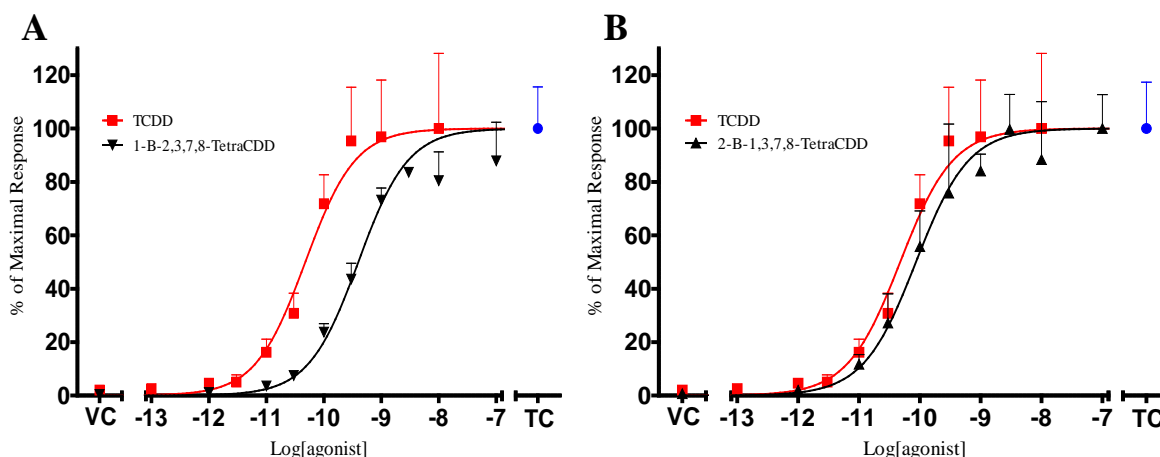 A
% of Maximal Response
120
100
80
60
40
20
0
TCDD
1-B-2,3,7,8-TetraCDD
VC
-13
-12
-11
-10
-9
-8
-7
TC
Log[agonist]
B
% of Maximal Response
120
100
80
60
40
20
0
TCDD
2-B-1,3,7,8-TetraCDD
VC
-13
-12
-11
-10
-9
-8
-7
TC
Log[agonist]